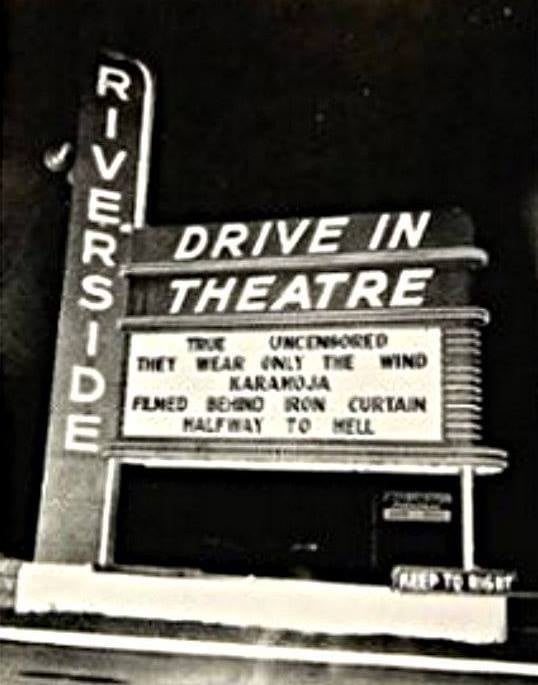 RIVERSIDE
DRIVE IN
THEATRE
TRUE UNCENSORED
THEY WEAR ONLY THE WIND
KARAMOJA
FILMED BEHIND IRON CURTAIN
HALFWAY TO HELL
KEEP TO RIGHT